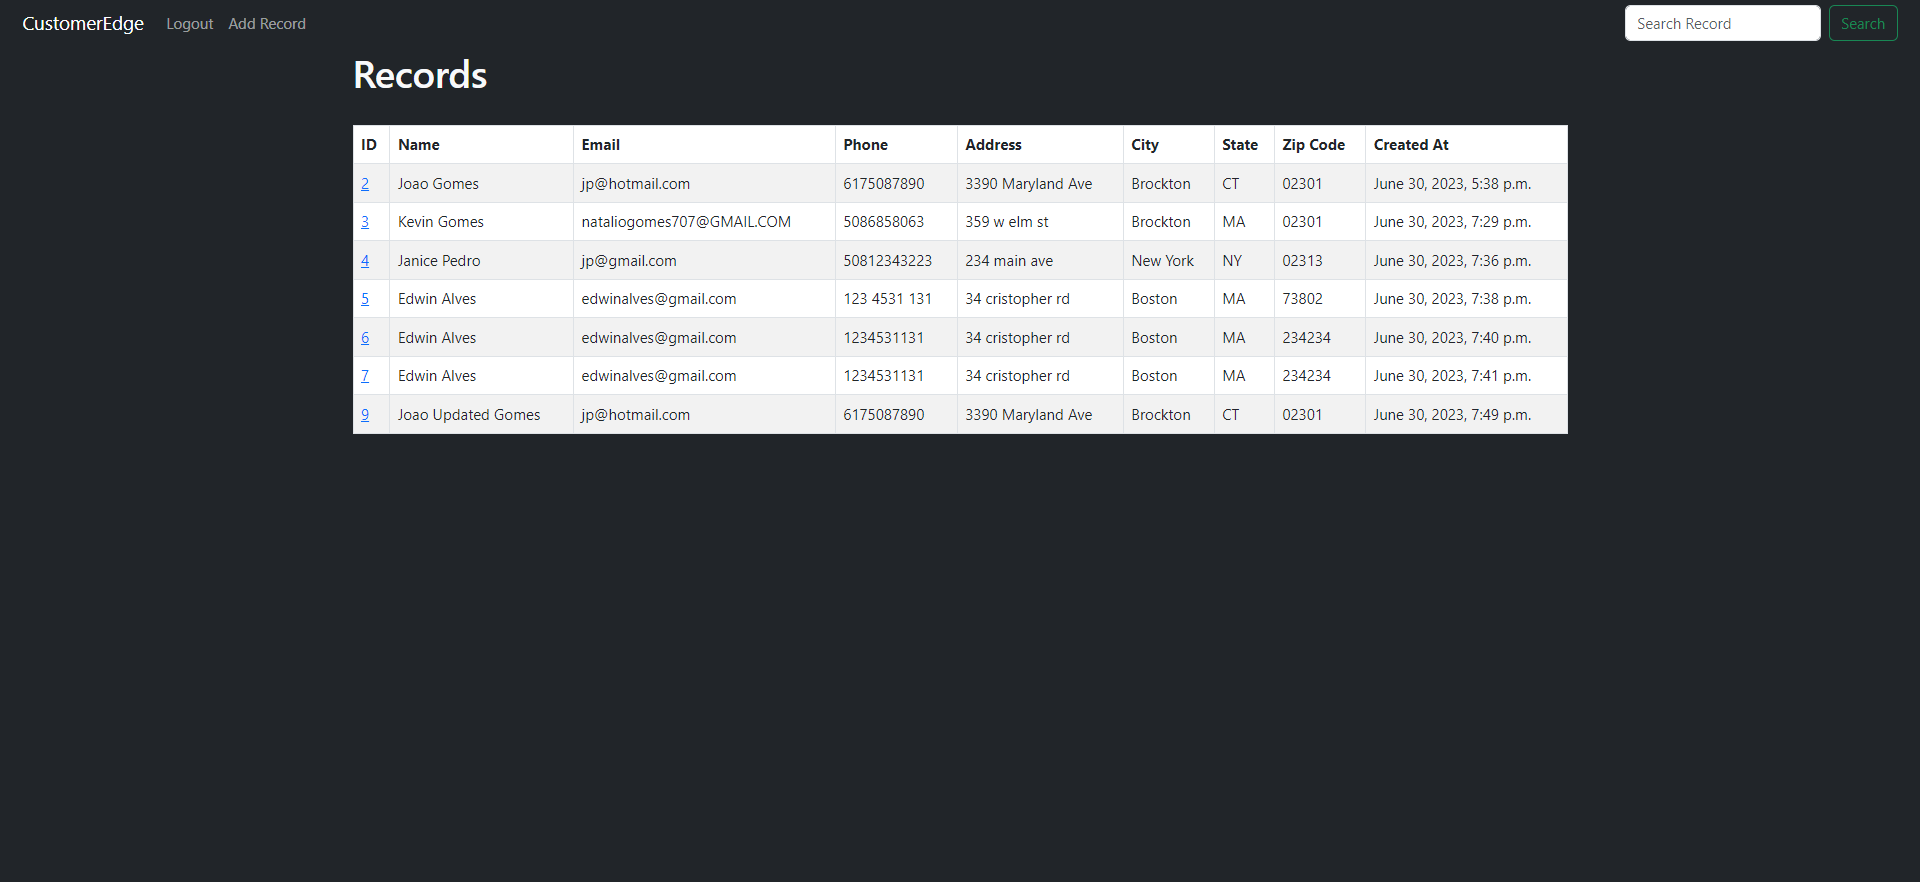 CustomerEdge Logout Add Record Search Record Search
Records
ID Name Email Phone Address City State Zip Code Created At
2 Joao Gomes jp@hotmail.com 6175087890 3390 Maryland Ave Brockton CT 02301 June 30, 2023, 5:38 p.m.
3 Kevin Gomes nataliogomes707@GMAIL.COM 5086858063 359 w elm st Brockton MA 02301 June 30, 2023, 7:29 p.m.
4 Janice Pedro jp@gmail.com 50812343223 234 main ave New York NY 02313 June 30, 2023, 7:36 p.m.
5 Edwin Alves edwinalves@gmail.com 123 4531 131 34 cristopher rd Boston MA 73802 June 30, 2023, 7:38 p.m.
6 Edwin Alves edwinalves@gmail.com 1234531131 34 cristopher rd Boston MA 234234 June 30, 2023, 7:40 p.m.
7 Edwin Alves edwinalves@gmail.com 1234531131 34 cristopher rd Boston MA 234234 June 30, 2023, 7:41 p.m.
9 Joao Updated Gomes jp@hotmail.com 6175087890 3390 Maryland Ave Brockton CT 02301 June 30, 2023, 7:49 p.m.